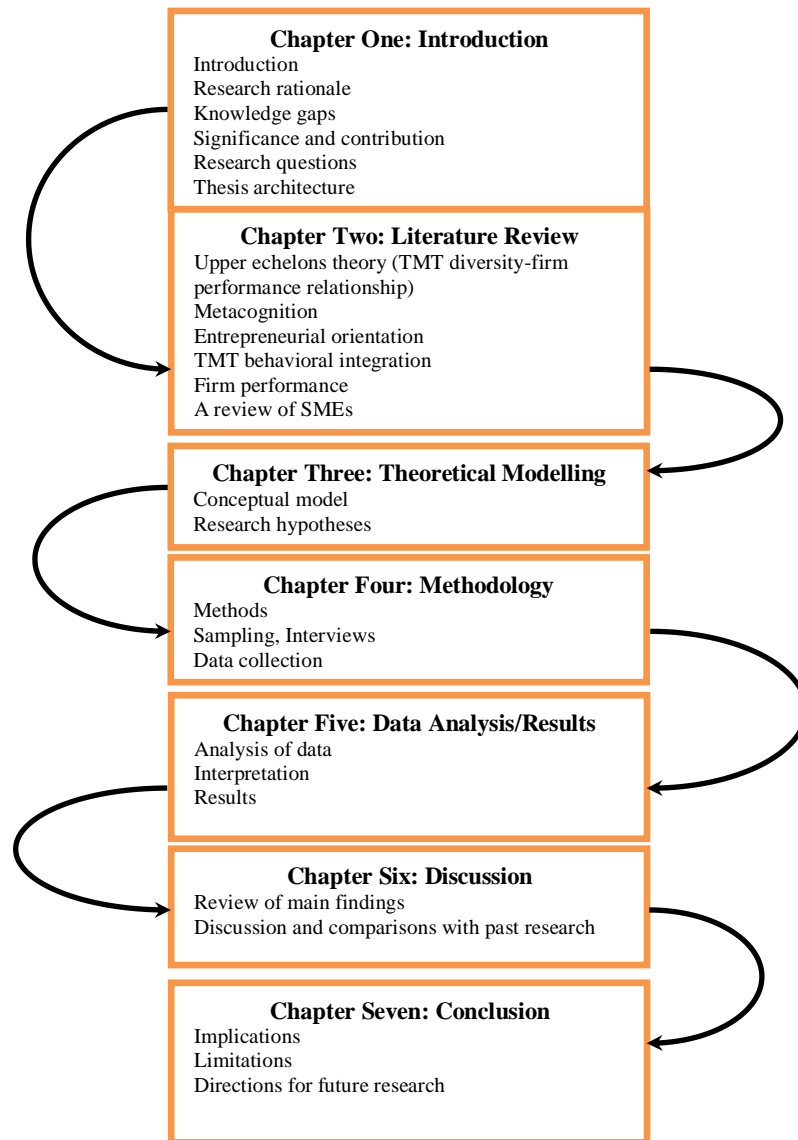 Chapter One: Introduction
Introduction
Research rationale
Knowledge gaps
Significance and contribution
Research questions
Thesis architecture
Chapter Two: Literature Review
Upper echelons theory (TMT diversity-firm
performance relationship)
Metacognition
Entrepreneurial orientation
TMT behavioral integration
Firm performance
A review of SMEs
Chapter Three: Theoretical Modelling
Conceptual model
Research hypotheses
Chapter Four: Methodology
Methods
Sampling, Interviews
Data collection
Chapter Five: Data Analysis/Results
Analysis of data
Interpretation
Results
Chapter Six: Discussion
Review of main findings
Discussion and comparisons with past research
Chapter Seven: Conclusion
Implications
Limitations
Directions for future research